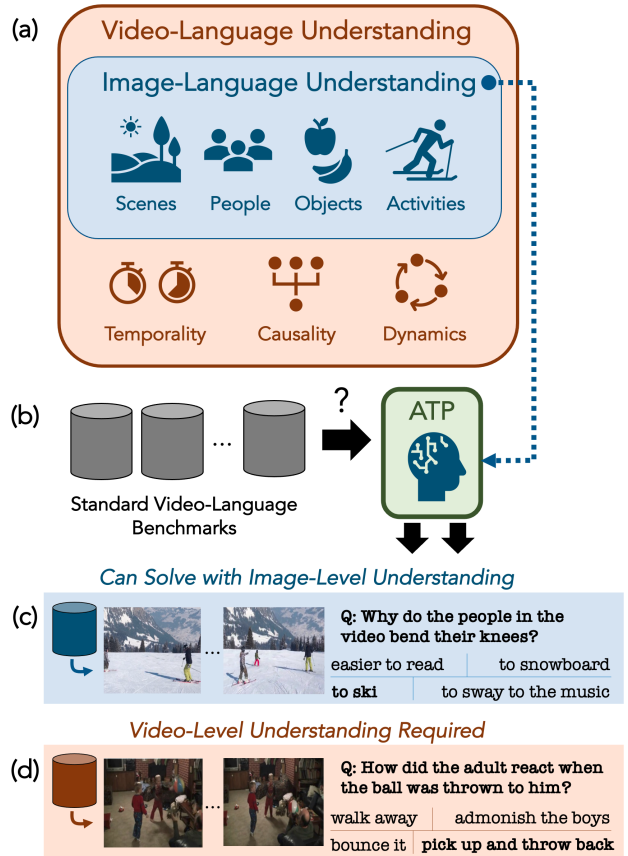 (a)
Video-Language Understanding
Image-Language Understanding
Scenes People Objects Activities
Temporality Causality Dynamics
(b)
?
ATP
...
Standard Video-Language
Benchmarks
Can Solve with Image-Level Understanding
(c)
...
Q: Why do the people in the
video bend their knees?
easier to read to snowboard
to ski to sway to the music
Video-Level Understanding Required
(d)
...
Q: How did the adult react when
the ball was thrown to him?
walk away admonish the boys
bounce it pick up and throw back